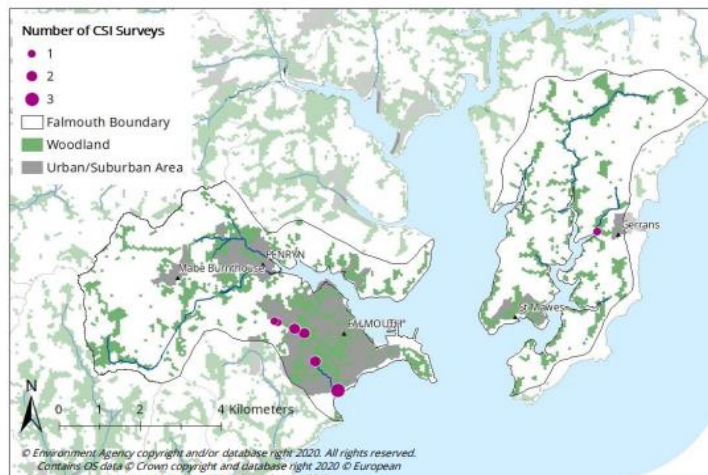 Number of CSI Surveys
1
2
3
Falmouth Boundary
Woodland
Urban/Suburban Area
Gerrans
PENRYN
Mabe Burnthouse
St Mawes
FALMOUTH
N
0 1 2 4 Kilometers
© Environment Agency copyright and/or database right 2020. All rights reserved.
Contains OS data © Crown copyright and database right 2020 © European